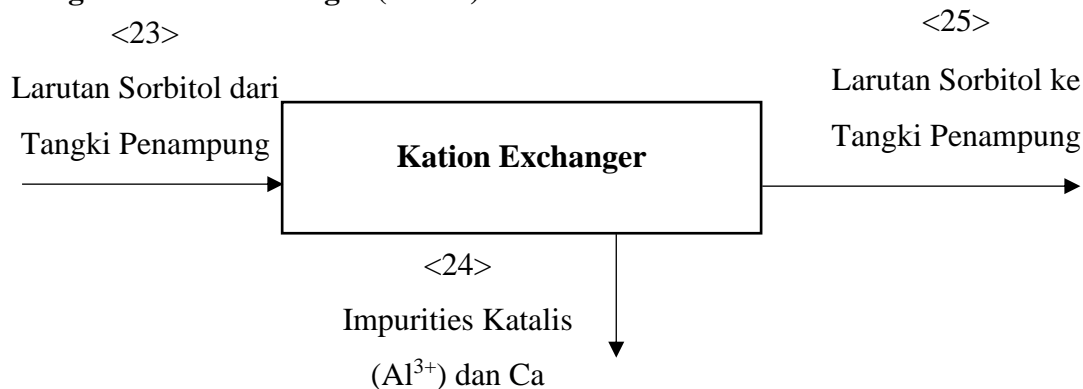 <23>
Larutan Sorbitol dari
Tangki Penampung
<25>
Larutan Sorbitol ke
Tangki Penampung
Kation Exchanger
<24>
Impurities Katalis
(Al³⁺) dan Ca